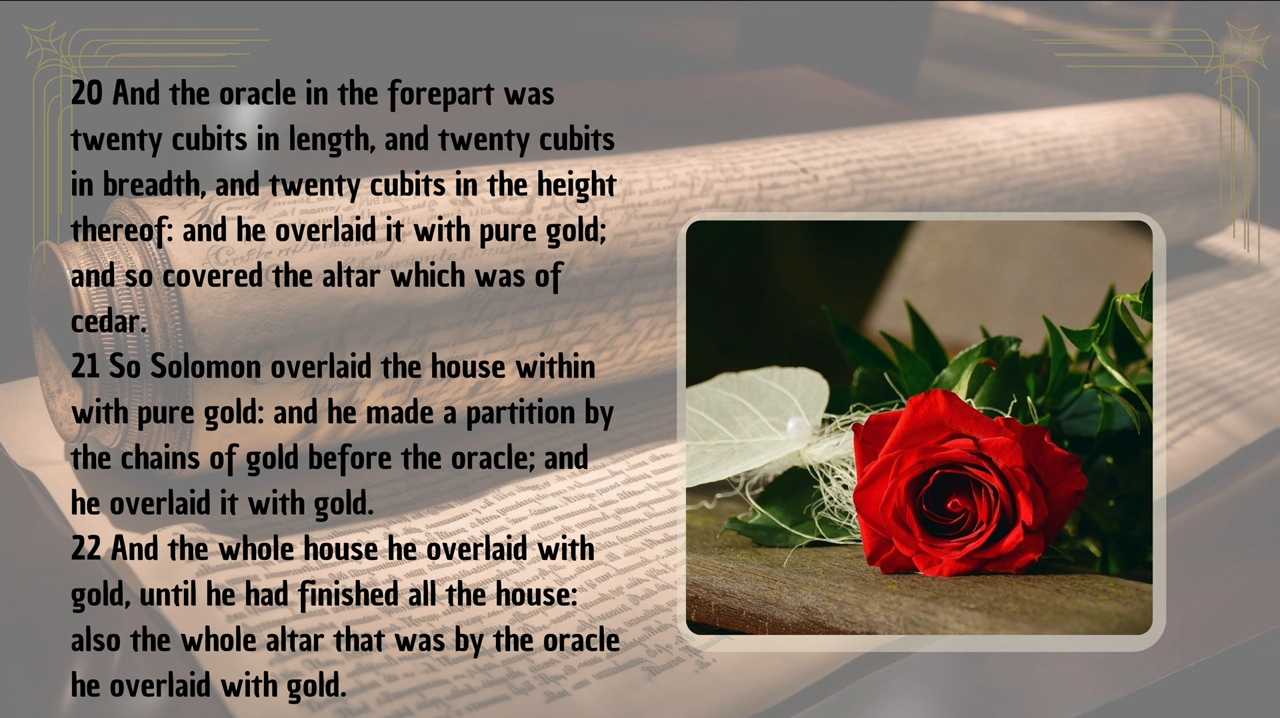 20 And the oracle in the forepart was
twenty cubits in length, and twenty cubits
in breadth, and twenty cubits in the height
thereof: and he overlaid it with pure gold;
and so covered the altar which was of
cedar.
21 So Solomon overlaid the house within
with pure gold: and he made a partition by
the chains of gold before the oracle; and
he overlaid it with gold.
22 And the whole house he overlaid with
gold, until he had finished all the house:
also the whole altar that was by the oracle
he overlaid with gold.